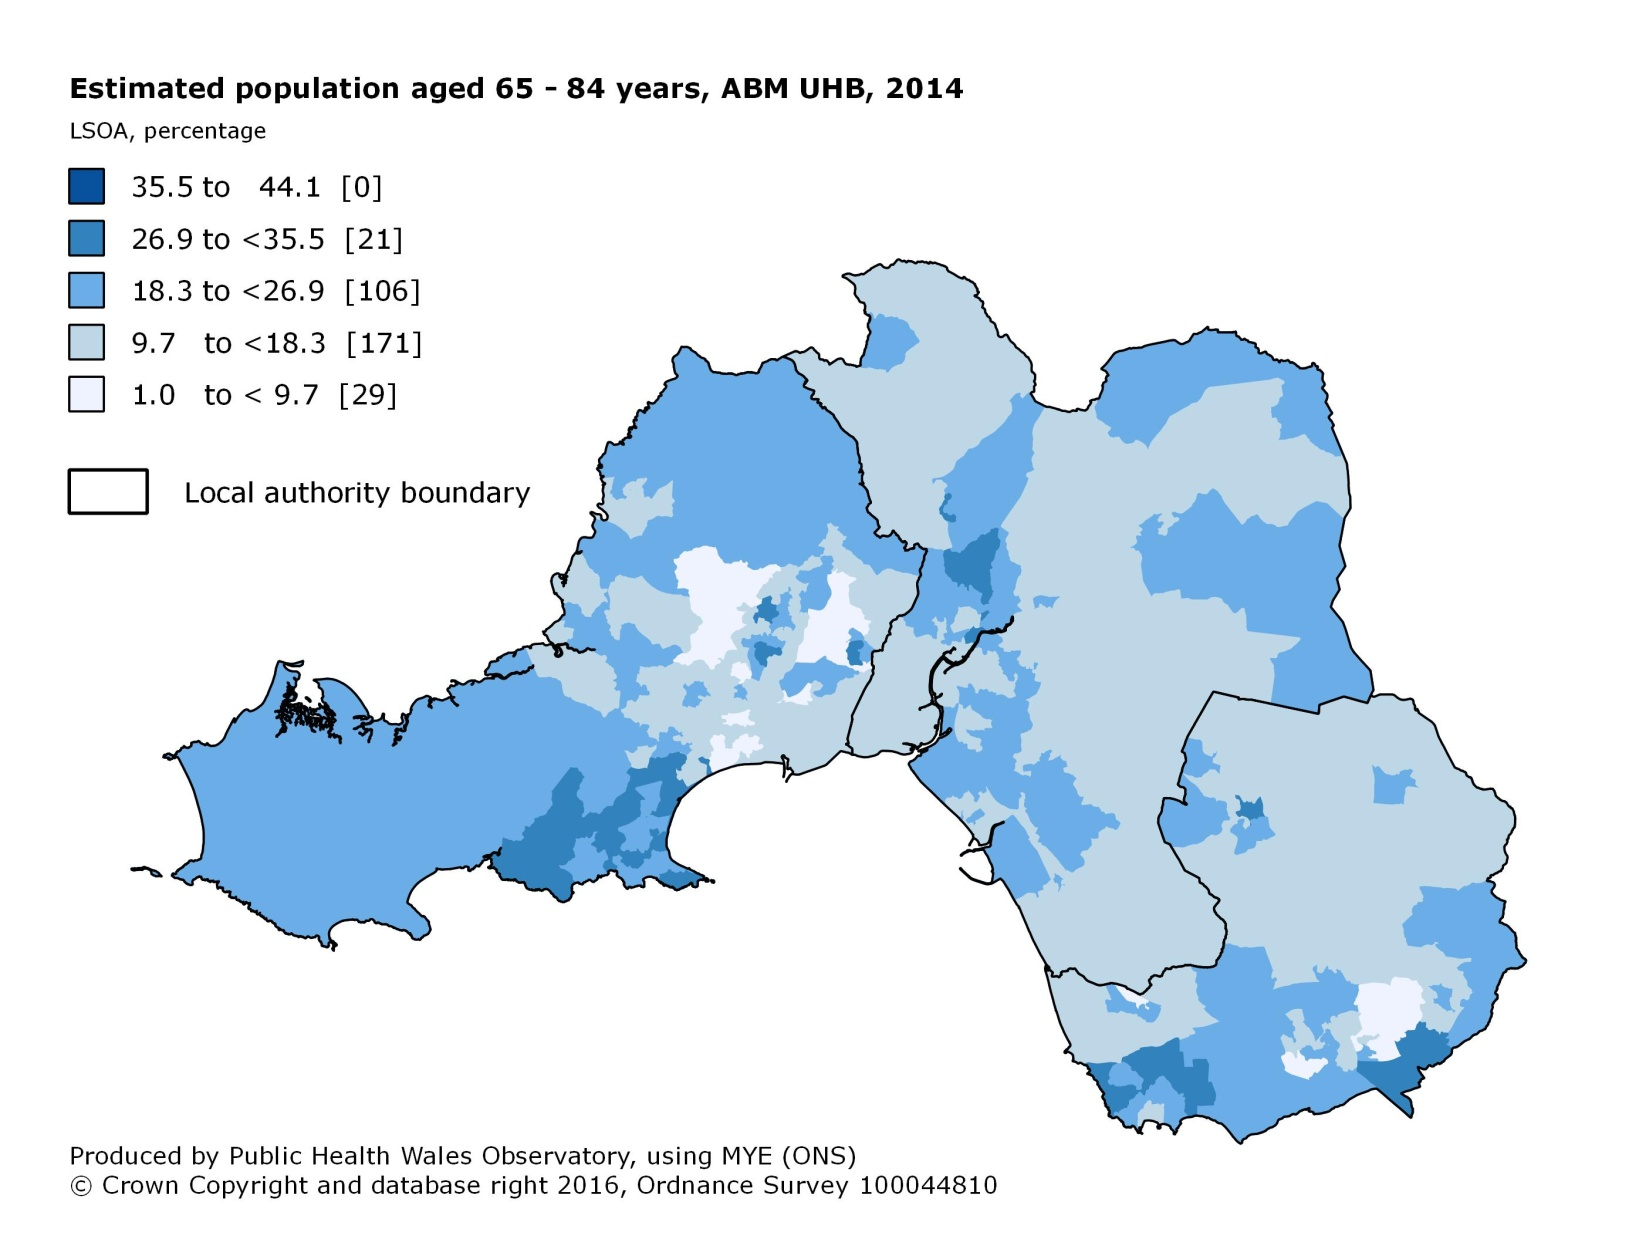 Estimated population aged 65 - 84 years, ABM UHB, 2014
LSOA, percentage
35.5 to 44.1 [0]
26.9 to <35.5 [21]
18.3 to <26.9 [106]
9.7 to <18.3 [171]
1.0 to < 9.7 [29]
Local authority boundary
Produced by Public Health Wales Observatory, using MYE (ONS)
© Crown Copyright and database right 2016, Ordnance Survey 100044810